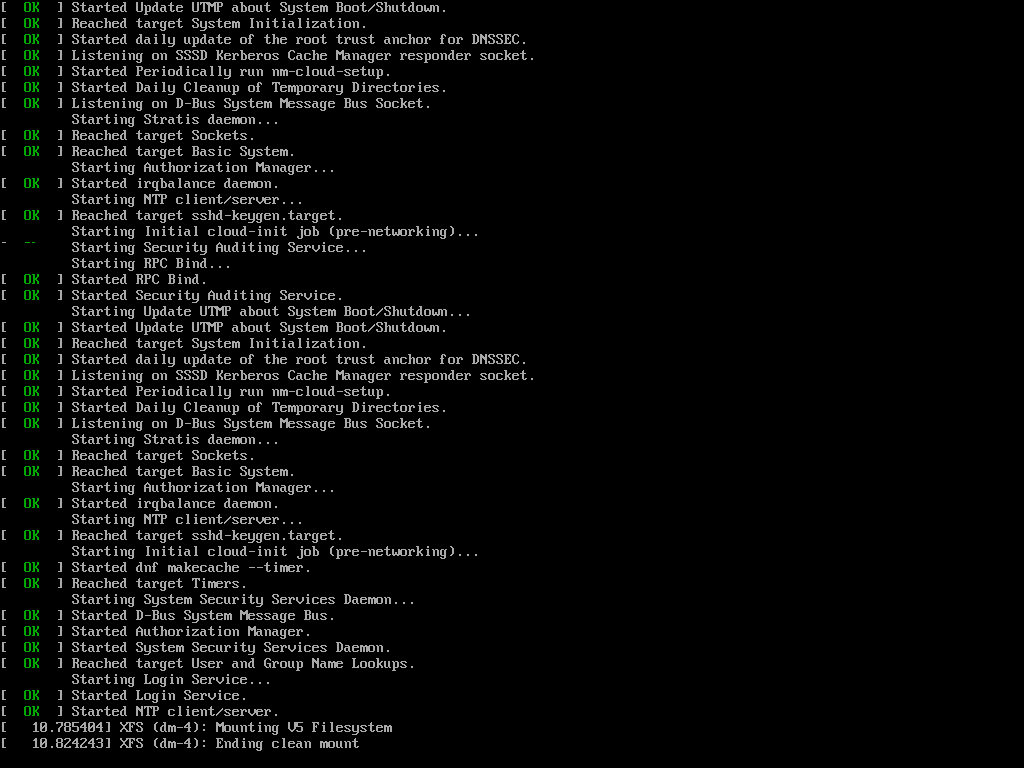 [  OK  ] Started Update UTMP about System Boot/Shutdown.
[  OK  ] Reached target System Initialization.
[  OK  ] Started daily update of the root trust anchor for DNSSEC.
[  OK  ] Listening on SSSD Kerberos Cache Manager responder socket.
[  OK  ] Started Periodically run nm-cloud-setup.
[  OK  ] Started Daily Cleanup of Temporary Directories.
[  OK  ] Listening on D-Bus System Message Bus Socket.
         Starting Stratis daemon...
[  OK  ] Reached target Sockets.
[  OK  ] Reached target Basic System.
         Starting Authorization Manager...
[  OK  ] Started irqbalance daemon.
         Starting NTP client/server...
[  OK  ] Reached target sshd-keygen.target.
         Starting Initial cloud-init job (pre-networking)...
         Starting Security Auditing Service...
         Starting RPC Bind...
[  OK  ] Started RPC Bind.
[  OK  ] Started Security Auditing Service.
         Starting Update UTMP about System Boot/Shutdown...
[  OK  ] Started Update UTMP about System Boot/Shutdown.
[  OK  ] Reached target System Initialization.
[  OK  ] Started daily update of the root trust anchor for DNSSEC.
[  OK  ] Listening on SSSD Kerberos Cache Manager responder socket.
[  OK  ] Started Periodically run nm-cloud-setup.
[  OK  ] Started Daily Cleanup of Temporary Directories.
[  OK  ] Listening on D-Bus System Message Bus Socket.
         Starting Stratis daemon...
[  OK  ] Reached target Sockets.
[  OK  ] Reached target Basic System.
         Starting Authorization Manager...
[  OK  ] Started irqbalance daemon.
         Starting NTP client/server...
[  OK  ] Reached target sshd-keygen.target.
         Starting Initial cloud-init job (pre-networking)...
[  OK  ] Started dnf makecache --timer.
[  OK  ] Reached target Timers.
         Starting System Security Services Daemon...
[  OK  ] Started D-Bus System Message Bus.
[  OK  ] Started Authorization Manager.
[  OK  ] Started System Security Services Daemon.
[  OK  ] Reached target User and Group Name Lookups.
         Starting Login Service...
[  OK  ] Started Login Service.
[  OK  ] Started NTP client/server.
[   10.785404] XFS (dm-4): Mounting V5 Filesystem
[   10.824243] XFS (dm-4): Ending clean mount